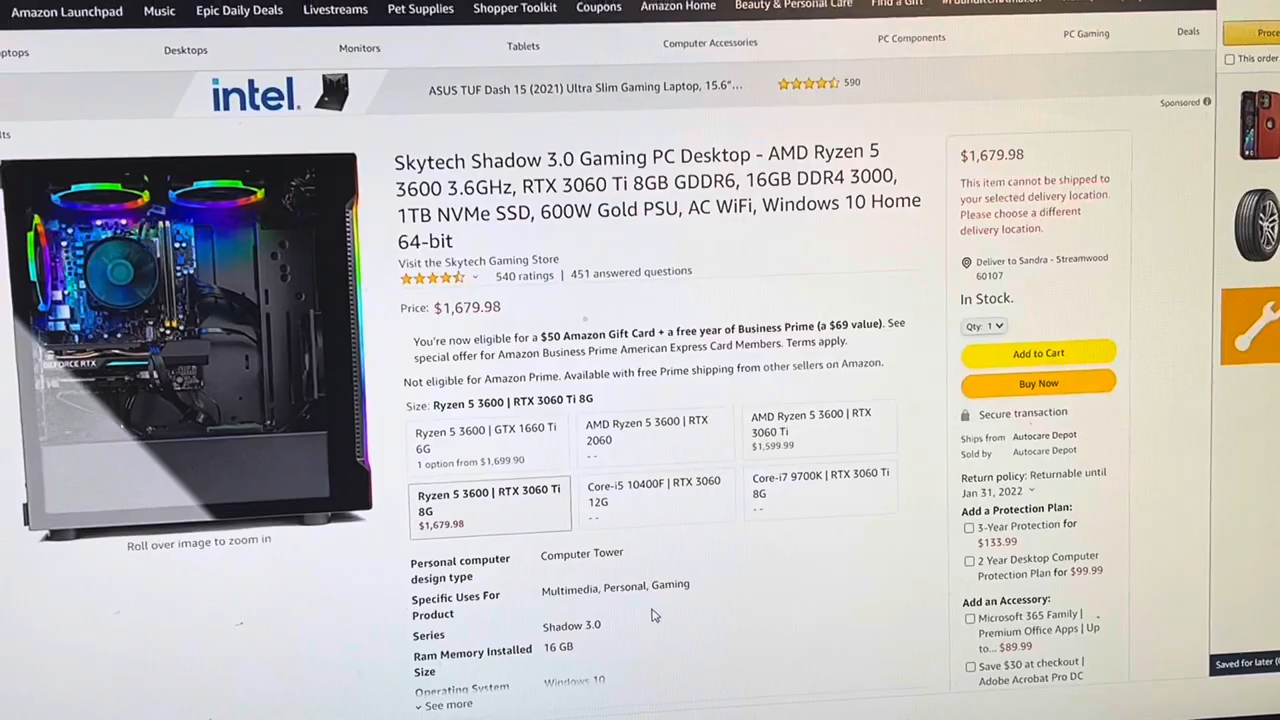 Amazon Launchpad Music Epic Daily Deals Livestreams Pet Supplies Shopper Toolkit Coupons Amazon Home Beauty & Personal Care Find a Gift
Desktops Monitors Tablets Computer Accessories PC Components PC Gaming Deals
intel.
ASUS TUF Dash 15 (2021) Ultra Slim Gaming Laptop, 15.6"... 590
Sponsored
Skytech Shadow 3.0 Gaming PC Desktop - AMD Ryzen 5
3600 3.6GHz, RTX 3060 Ti 8GB GDDR6, 16GB DDR4 3000,
1TB NVMe SSD, 600W Gold PSU, AC WiFi, Windows 10 Home
64-bit
Visit the Skytech Gaming Store
540 ratings | 451 answered questions
Price: $1,679.98
You're now eligible for a $50 Amazon Gift Card + a free year of Business Prime (a $69 value). See
special offer for Amazon Business Prime American Express Card Members. Terms apply.
Not eligible for Amazon Prime. Available with free Prime shipping from other sellers on Amazon.
Size: Ryzen 5 3600 | RTX 3060 Ti 8G
Ryzen 5 3600 | GTX 1660 Ti
6G
1 option from $1,699.90
AMD Ryzen 5 3600 | RTX
2060
- -
AMD Ryzen 5 3600 | RTX
3060 Ti
$1,599.99
Ryzen 5 3600 | RTX 3060 Ti
8G
$1,679.98
Core-i5 10400F | RTX 3060
12G
- -
Core-i7 9700K | RTX 3060 Ti
8G
- -
Personal computer
design type
Computer Tower
Specific Uses For
Product
Multimedia, Personal, Gaming
Series
Shadow 3.0
Ram Memory Installed
Size
16 GB
Operating System
Windows 10
See more
GEFORCE RTX
Roll over image to zoom in
$1,679.98
This item cannot be shipped to
your selected delivery location.
Please choose a different
delivery location.
Deliver to Sandra - Streamwood
60107
In Stock.
Qty: 1
Add to Cart
Buy Now
Secure transaction
Ships from Autocare Depot
Sold by Autocare Depot
Return policy: Returnable until
Jan 31, 2022
Add a Protection Plan:
3-Year Protection for
$133.99
2 Year Desktop Computer
Protection Plan for $99.99
Add an Accessory:
Microsoft 365 Family |
Premium Office Apps | Up
to... $89.99
Save $30 at checkout |
Adobe Acrobat Pro DC
This order
Saved for later